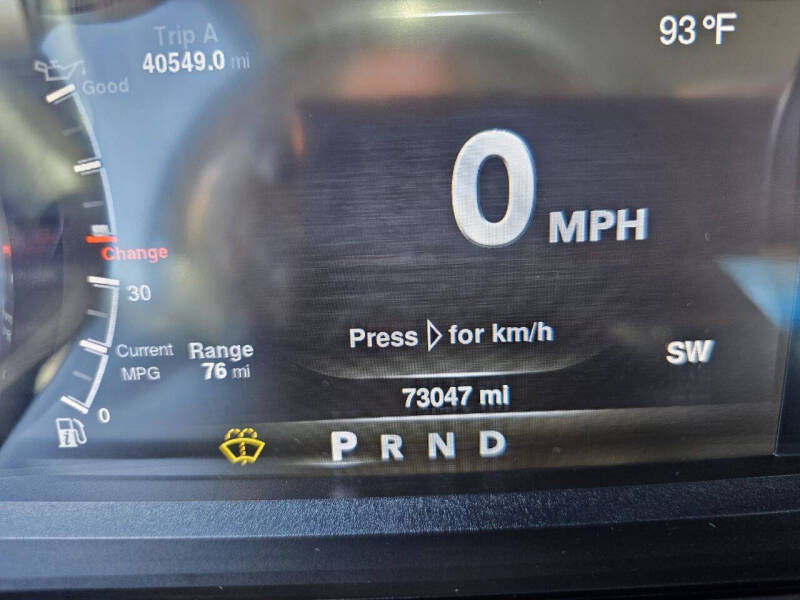 Trip A
93 °F
40549.0 mi
Good
0 MPH
Change
30
Press ▷ for km/h
Current Range SW
MPG 76 mi
73047 mi
0
P R N D